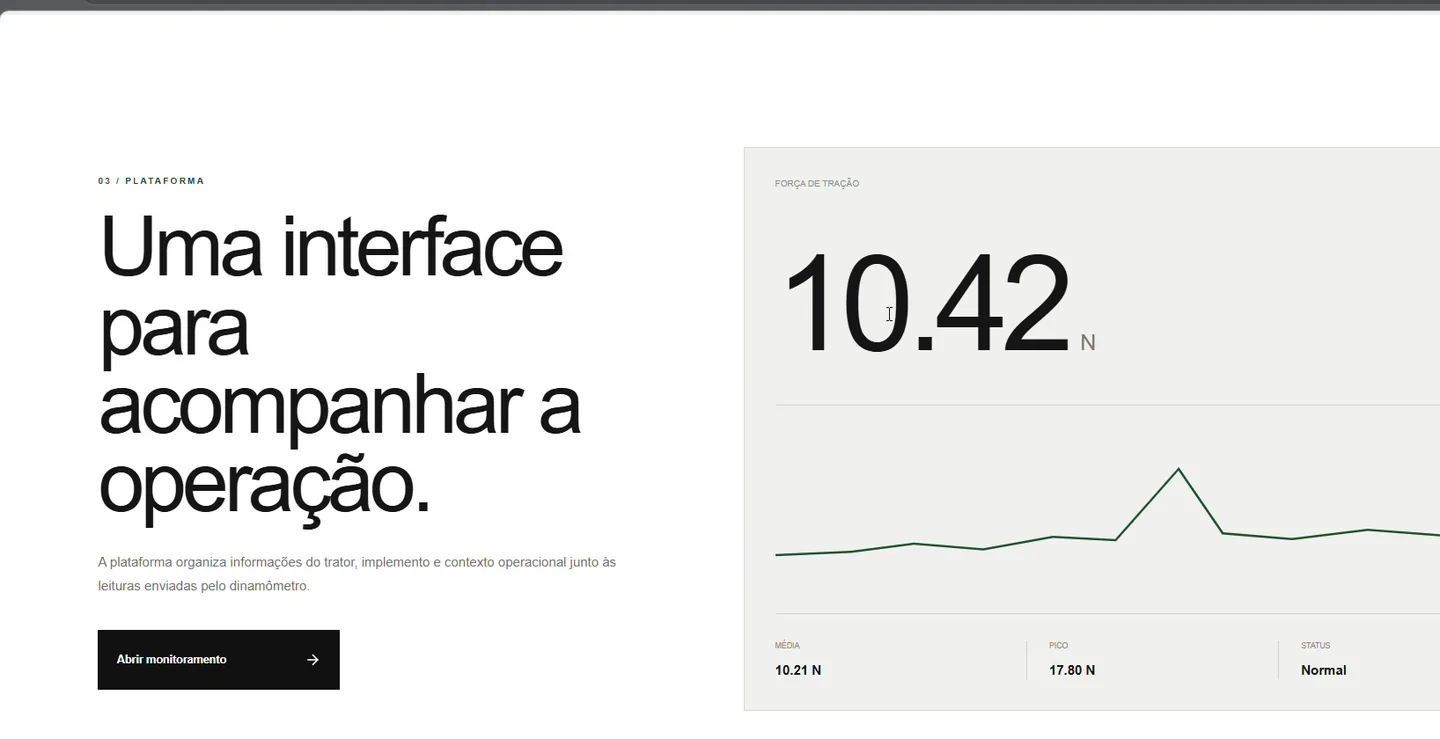 03 / PLATAFORMA
Uma interface
para
acompanhar a
operação.
A plataforma organiza informações do trator, implemento e contexto operacional junto às
leituras enviadas pelo dinamômetro.
Abrir monitoramento
FORÇA DE TRAÇÃO
10.42 N
MÉDIA
10.21 N
PICO
17.80 N
STATUS
Normal